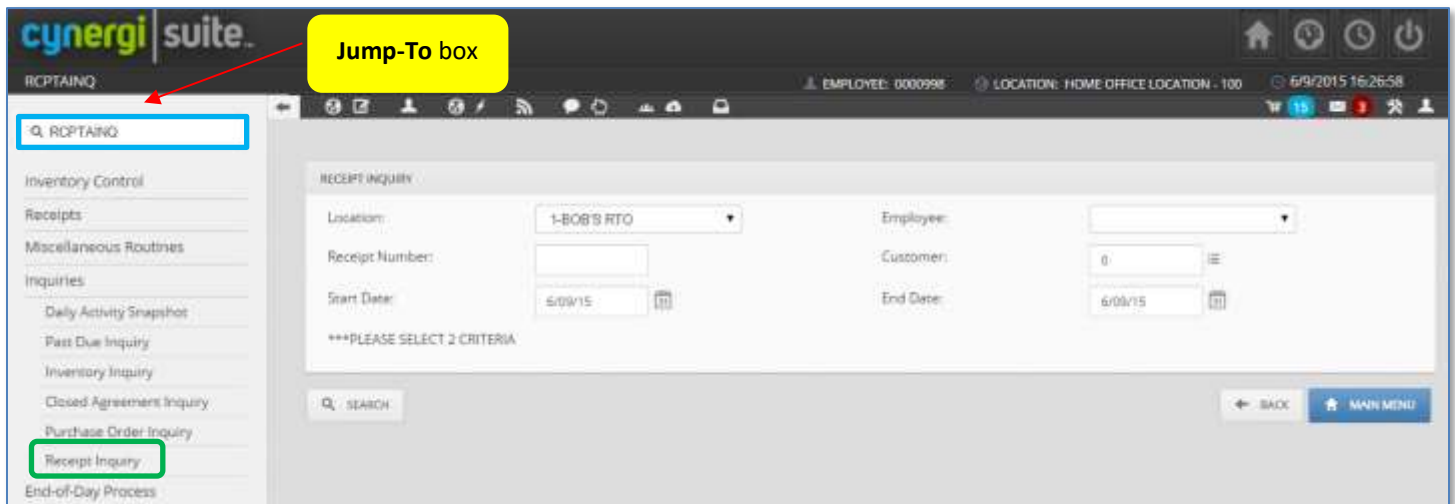 cynergi|suite™
Jump-To box
RCPTAINQ
EMPLOYEE: 0000998 LOCATION: HOME OFFICE LOCATION - 100 6/9/2015 16:26:58
15 3
RCPTAINQ
Inventory Control
Receipts
Miscellaneous Routines
Inquiries
Daily Activity Snapshot
Past Due Inquiry
Inventory Inquiry
Closed Agreement Inquiry
Purchase Order Inquiry
Receipt Inquiry
End-of-Day Process
RECEIPT INQUIRY
Location: 1-BOB'S RTO Employee:
Receipt Number: Customer: 0
Start Date: 6/09/15 End Date: 6/09/15
***PLEASE SELECT 2 CRITERIA
SEARCH BACK MAIN MENU